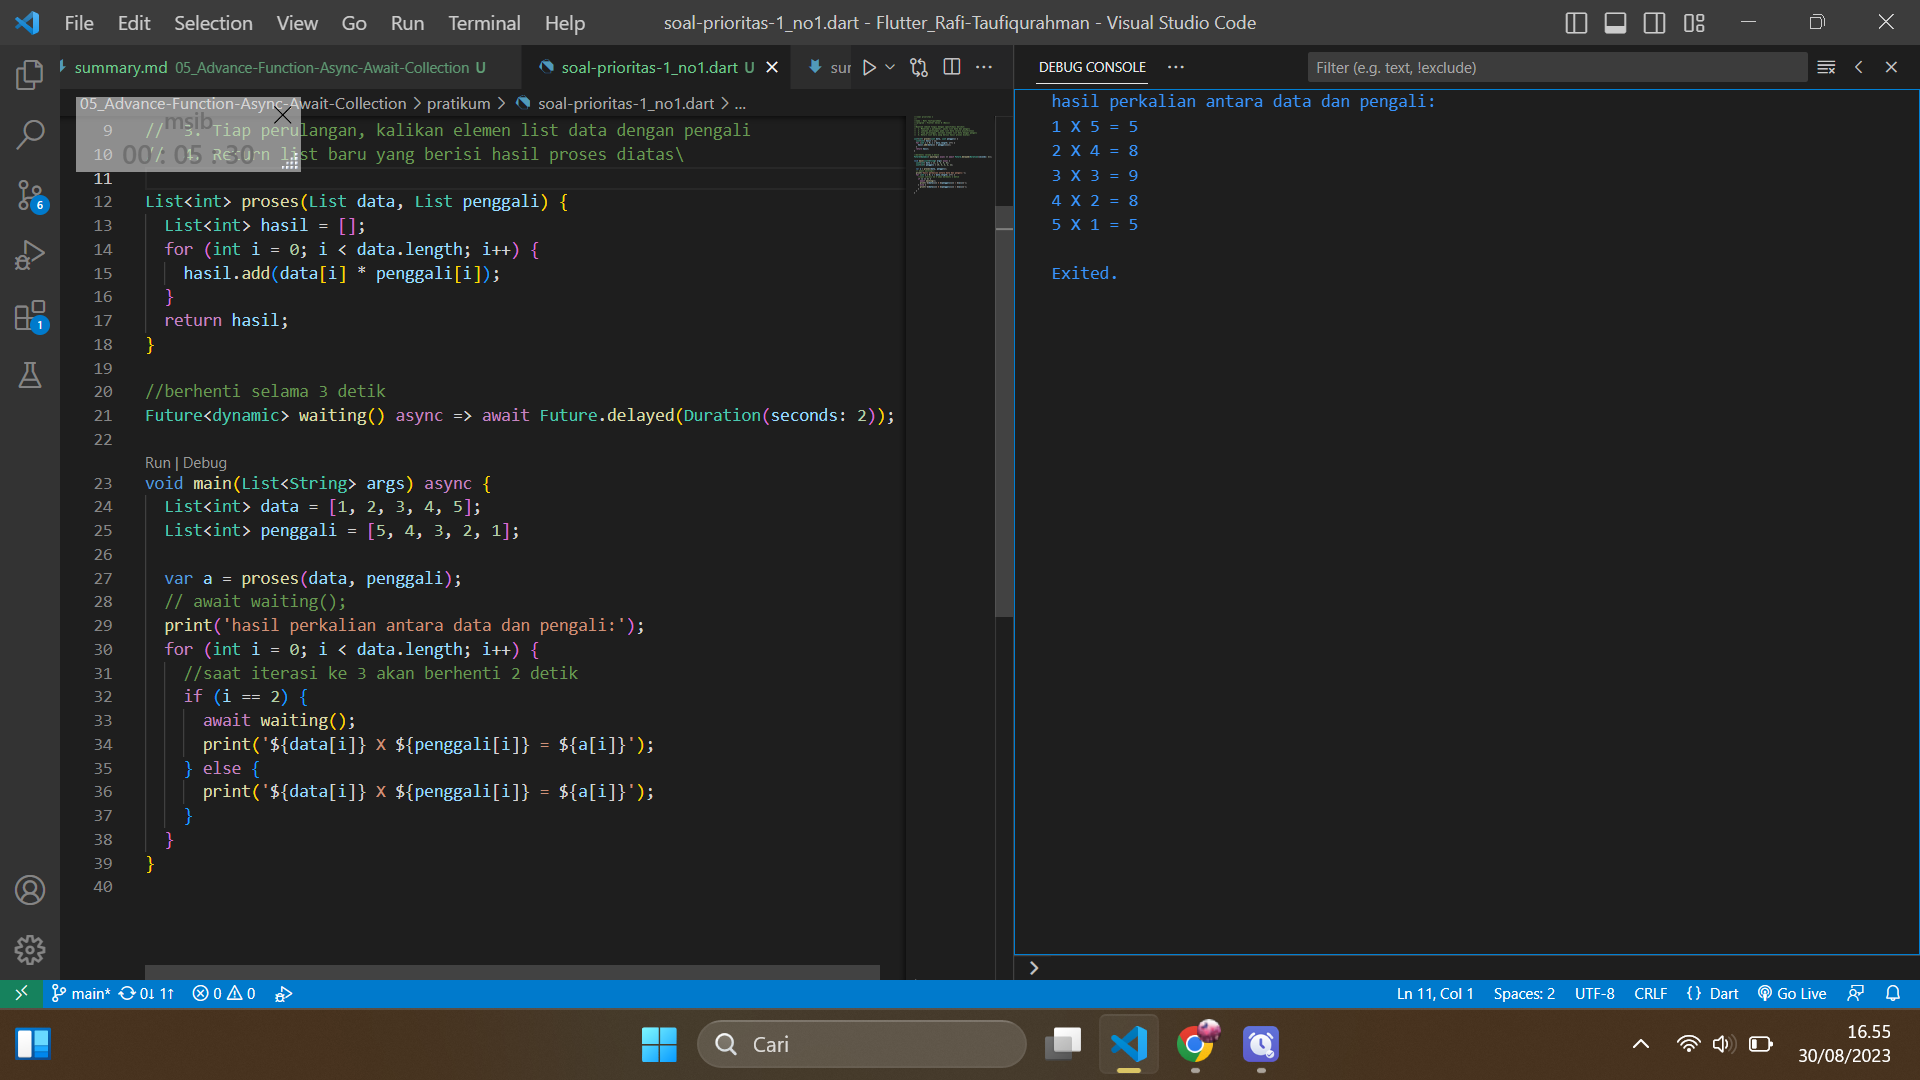 File Edit Selection View Go Run Terminal Help
soal-prioritas-1_no1.dart - Flutter_Rafi-Taufiqurahman - Visual Studio Code
summary.md 05_Advance-Function-Async-Await-Collection U
soal-prioritas-1_no1.dart U
sur
05_Advance-Function-Async-Await-Collection > pratikum > soal-prioritas-1_no1.dart > ...
msib
00 : 05 : 30
9 // 3. Tiap perulangan, kalikan elemen list data dengan pengali
10 // 4. Return list baru yang berisi hasil proses diatas\
11
12 List<int> proses(List data, List penggali) {
13 List<int> hasil = [];
14 for (int i = 0; i < data.length; i++) {
15 hasil.add(data[i] * penggali[i]);
16 }
17 return hasil;
18 }
19
20 //berhenti selama 3 detik
21 Future<dynamic> waiting() async => await Future.delayed(Duration(seconds: 2));
22
Run | Debug
23 void main(List<String> args) async {
24 List<int> data = [1, 2, 3, 4, 5];
25 List<int> penggali = [5, 4, 3, 2, 1];
26
27 var a = proses(data, penggali);
28 // await waiting();
29 print('hasil perkalian antara data dan pengali:');
30 for (int i = 0; i < data.length; i++) {
31 //saat iterasi ke 3 akan berhenti 2 detik
32 if (i == 2) {
33 await waiting();
34 print('${data[i]} X ${penggali[i]} = ${a[i]}');
35 } else {
36 print('${data[i]} X ${penggali[i]} = ${a[i]}');
37 }
38 }
39 }
40
DEBUG CONSOLE
Filter (e.g. text, !exclude)
hasil perkalian antara data dan pengali:
1 X 5 = 5
2 X 4 = 8
3 X 3 = 9
4 X 2 = 8
5 X 1 = 5
Exited.
6
1
main* 0↓ 1↑ 0 0
Ln 11, Col 1 Spaces: 2 UTF-8 CRLF {} Dart Go Live
Cari
16.55
30/08/2023